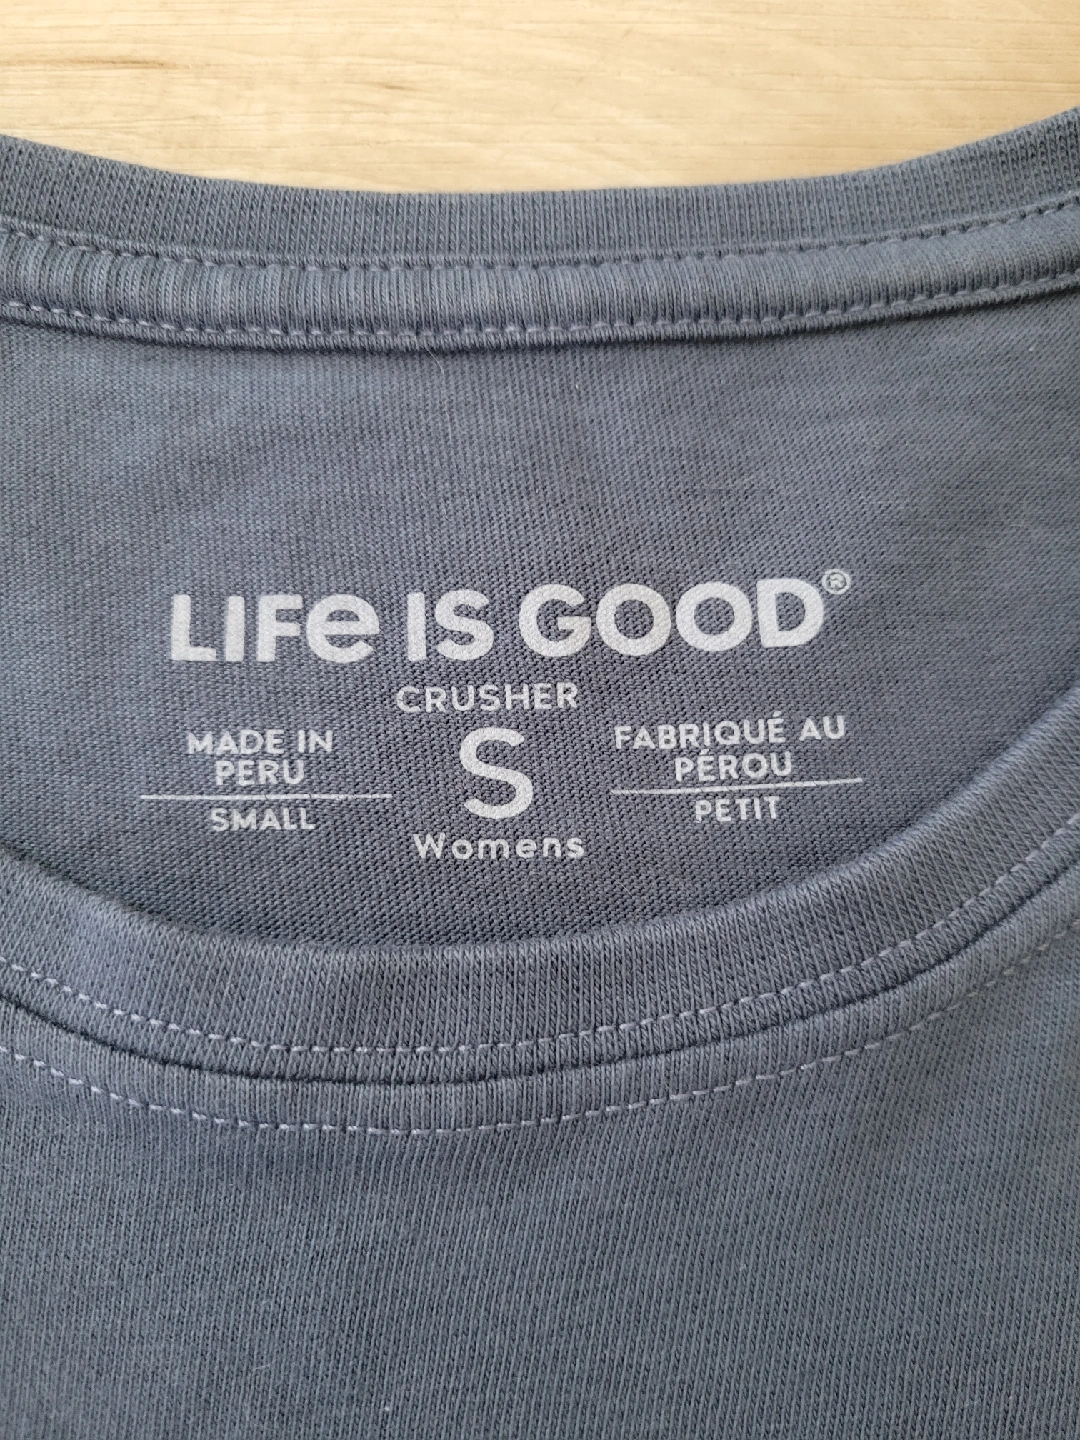 LIFe IS GOOD®
CRUSHER
MADE IN
PERU
SMALL
S
Womens
FABRIQUÉ AU
PÉROU
PETIT